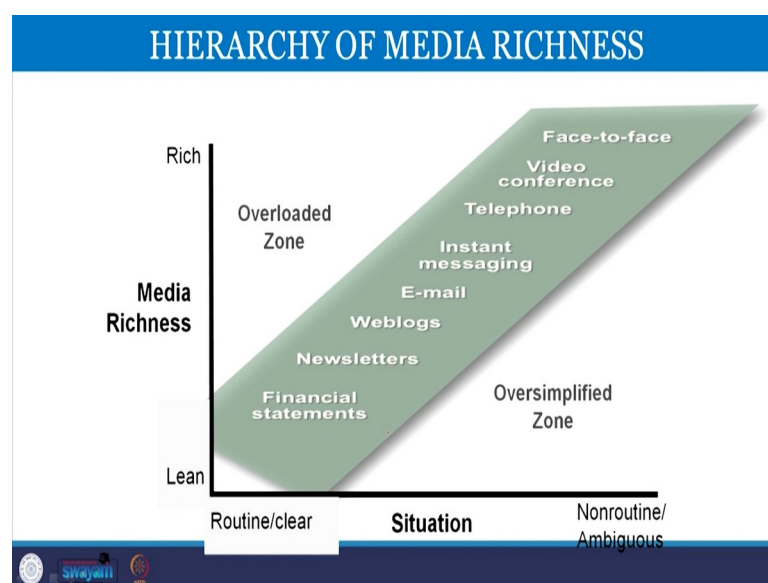 HIERARCHY OF MEDIA RICHNESS
Rich
Face-to-face
Video
conference
Overloaded
Zone
Telephone
Instant
messaging
Media
Richness
E-mail
Weblogs
Newsletters
Financial
statements
Oversimplified
Zone
Lean
Routine/clear
Situation
Nonroutine/
Ambiguous
swayam